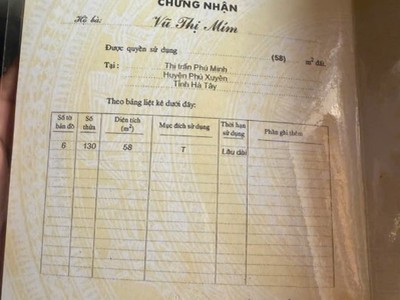 CHỨNG NHẬN
Hộ bà: Vũ Thị Mím
Được quyền sử dụng (58) m² đất.
Tại: Thị trấn Phú Minh
Huyện Phú Xuyên
Tỉnh Hà Tây
Theo bảng liệt kê dưới đây:
Số tờ bản đồ Số thửa Diện tích (m²) Mục đích sử dụng Thời hạn sử dụng Phần ghi thêm
6 130 58 T Lâu dài